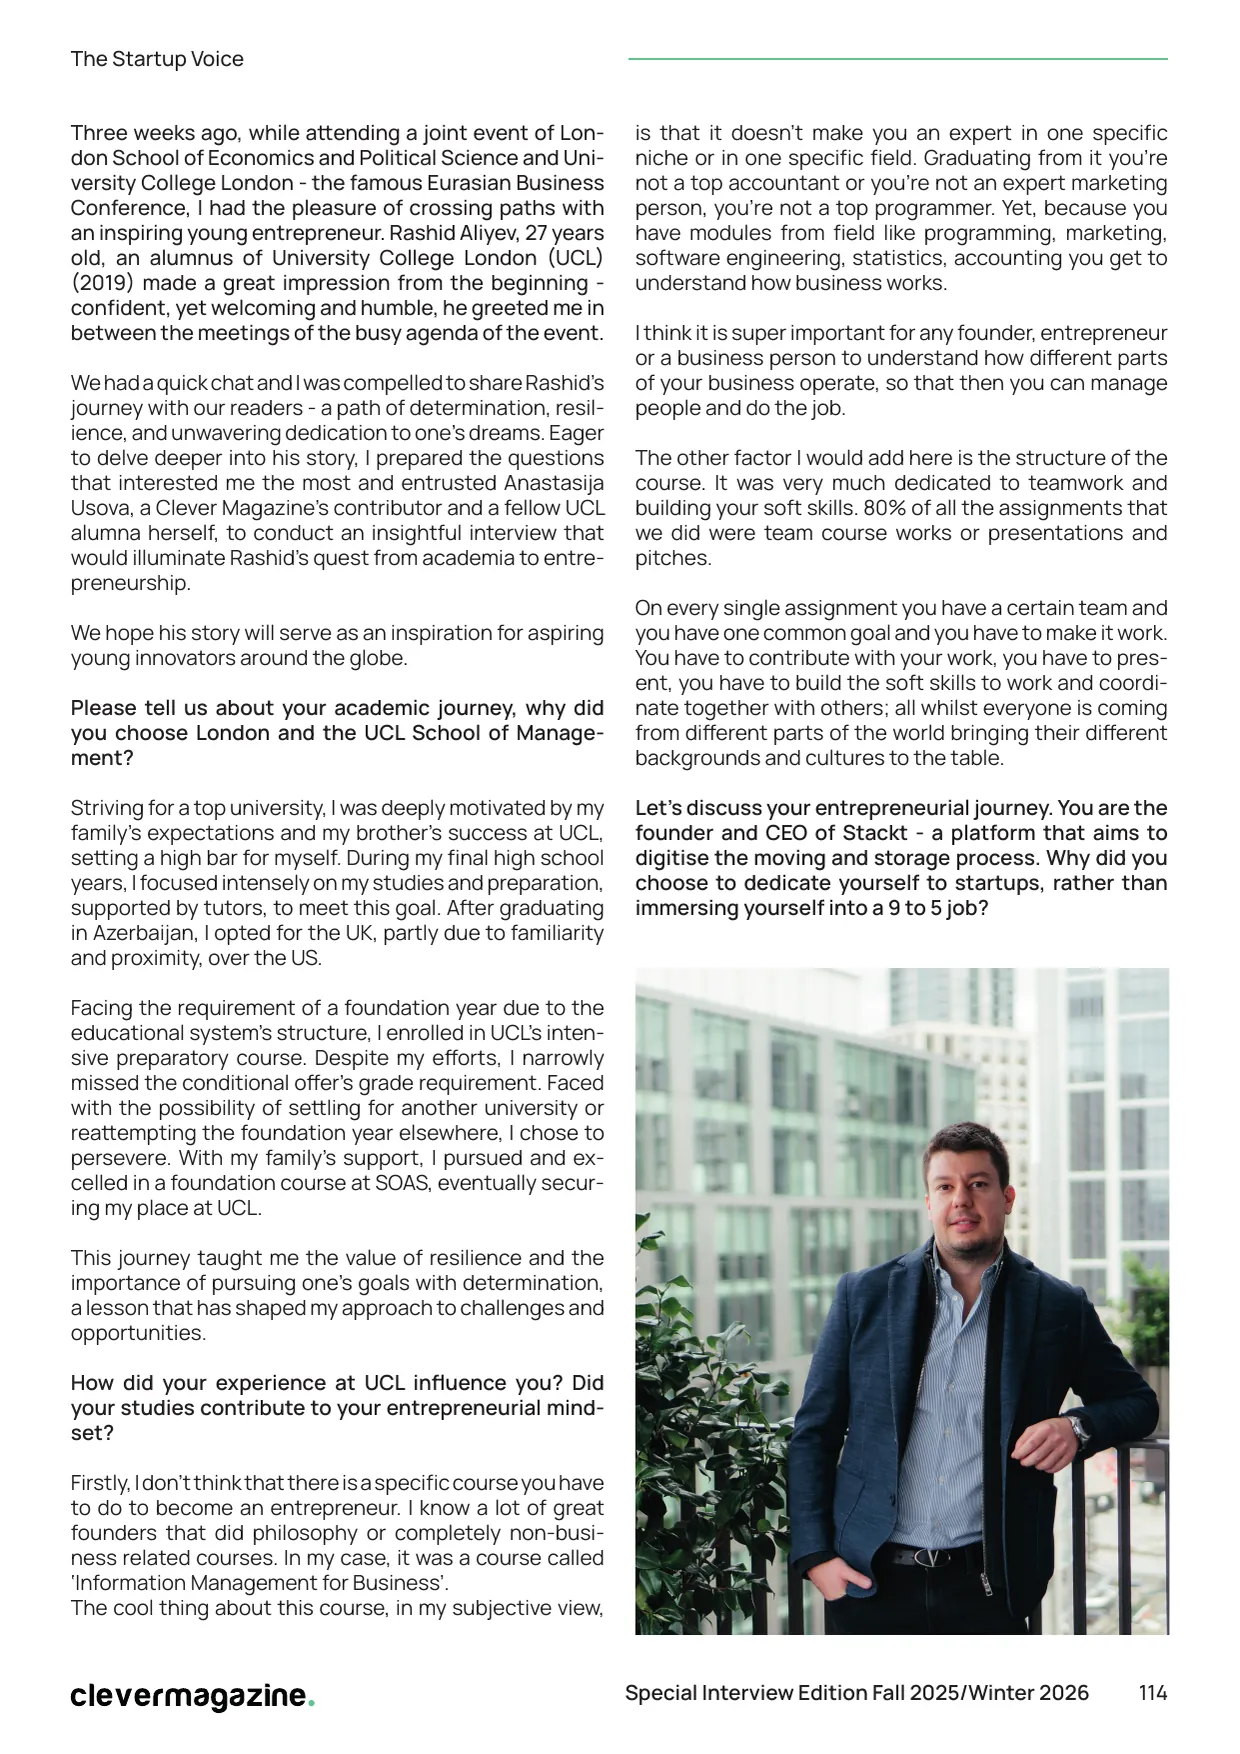 The Startup Voice
Three weeks ago, while attending a joint event of Lon-
don School of Economics and Political Science and Uni-
versity College London - the famous Eurasian Business
Conference, I had the pleasure of crossing paths with
an inspiring young entrepreneur. Rashid Aliyev, 27 years
old, an alumnus of University College London (UCL)
(2019) made a great impression from the beginning -
confident, yet welcoming and humble, he greeted me in
between the meetings of the busy agenda of the event.
We had a quick chat and I was compelled to share Rashid's
journey with our readers - a path of determination, resil-
ience, and unwavering dedication to one's dreams. Eager
to delve deeper into his story, I prepared the questions
that interested me the most and entrusted Anastasija
Usova, a Clever Magazine's contributor and a fellow UCL
alumna herself, to conduct an insightful interview that
would illuminate Rashid's quest from academia to entre-
preneurship.
We hope his story will serve as an inspiration for aspiring
young innovators around the globe.
Please tell us about your academic journey, why did
you choose London and the UCL School of Manage-
ment?
Striving for a top university, I was deeply motivated by my
family's expectations and my brother's success at UCL,
setting a high bar for myself. During my final high school
years, I focused intensely on my studies and preparation,
supported by tutors, to meet this goal. After graduating
in Azerbaijan, I opted for the UK, partly due to familiarity
and proximity, over the US.
Facing the requirement of a foundation year due to the
educational system's structure, I enrolled in UCL's inten-
sive preparatory course. Despite my efforts, I narrowly
missed the conditional offer's grade requirement. Faced
with the possibility of settling for another university or
reattempting the foundation year elsewhere, I chose to
persevere. With my family's support, I pursued and ex-
celled in a foundation course at SOAS, eventually secur-
ing my place at UCL.
This journey taught me the value of resilience and the
importance of pursuing one's goals with determination,
a lesson that has shaped my approach to challenges and
opportunities.
How did your experience at UCL influence you? Did
your studies contribute to your entrepreneurial mind-
set?
Firstly, I don't think that there is a specific course you have
to do to become an entrepreneur. I know a lot of great
founders that did philosophy or completely non-busi-
ness related courses. In my case, it was a course called
'Information Management for Business'.
The cool thing about this course, in my subjective view,
is that it doesn't make you an expert in one specific
niche or in one specific field. Graduating from it you're
not a top accountant or you're not an expert marketing
person, you're not a top programmer. Yet, because you
have modules from field like programming, marketing,
software engineering, statistics, accounting you get to
understand how business works.
I think it is super important for any founder, entrepreneur
or a business person to understand how different parts
of your business operate, so that then you can manage
people and do the job.
The other factor I would add here is the structure of the
course. It was very much dedicated to teamwork and
building your soft skills. 80% of all the assignments that
we did were team course works or presentations and
pitches.
On every single assignment you have a certain team and
you have one common goal and you have to make it work.
You have to contribute with your work, you have to pres-
ent, you have to build the soft skills to work and coordi-
nate together with others; all whilst everyone is coming
from different parts of the world bringing their different
backgrounds and cultures to the table.
Let's discuss your entrepreneurial journey. You are the
founder and CEO of Stackt - a platform that aims to
digitise the moving and storage process. Why did you
choose to dedicate yourself to startups, rather than
immersing yourself into a 9 to 5 job?
clevermagazine.
Special Interview Edition Fall 2025/Winter 2026 114